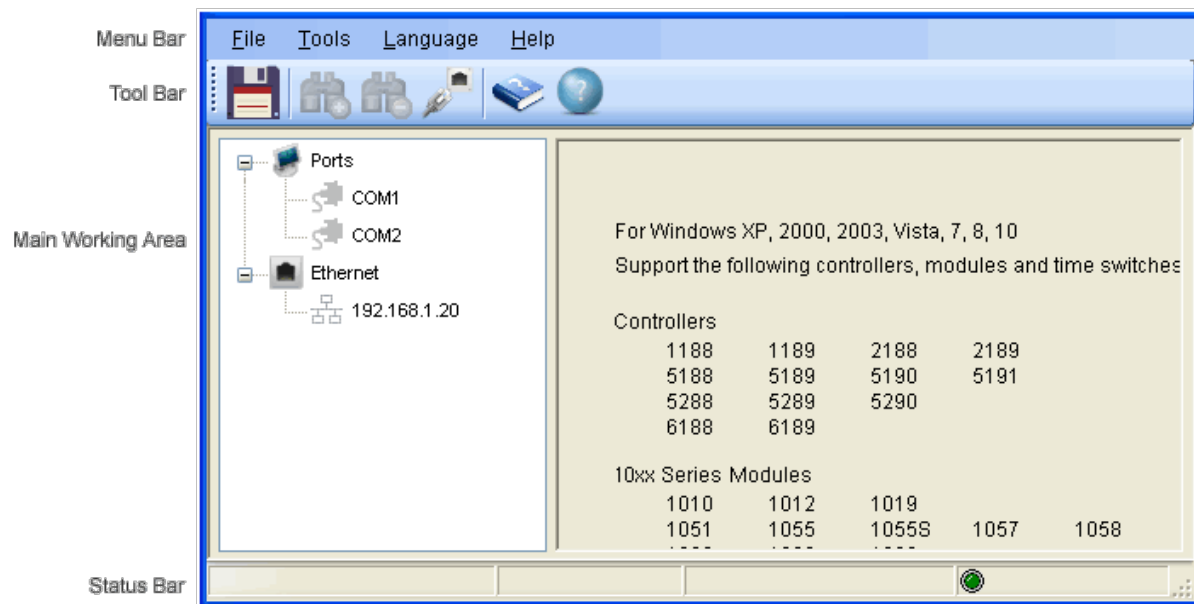 Menu Bar
File Tools Language Help
Tool Bar
Main Working Area
Ports
COM1
COM2
Ethernet
192.168.1.20
For Windows XP, 2000, 2003, Vista, 7, 8, 10
Support the following controllers, modules and time switches
Controllers
1188 1189 2188 2189
5188 5189 5190 5191
5288 5289 5290
6188 6189
10xx Series Modules
1010 1012 1019
1051 1055 1055S 1057 1058
Status Bar